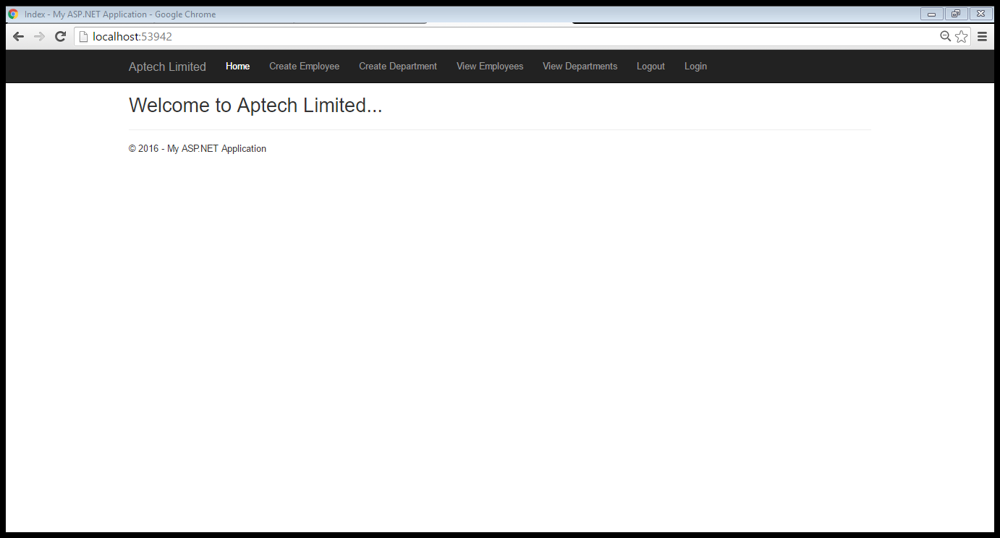 Index - My ASP.NET Application - Google Chrome
localhost:53942
Aptech Limited Home Create Employee Create Department View Employees View Departments Logout Login
Welcome to Aptech Limited...
© 2016 - My ASP.NET Application